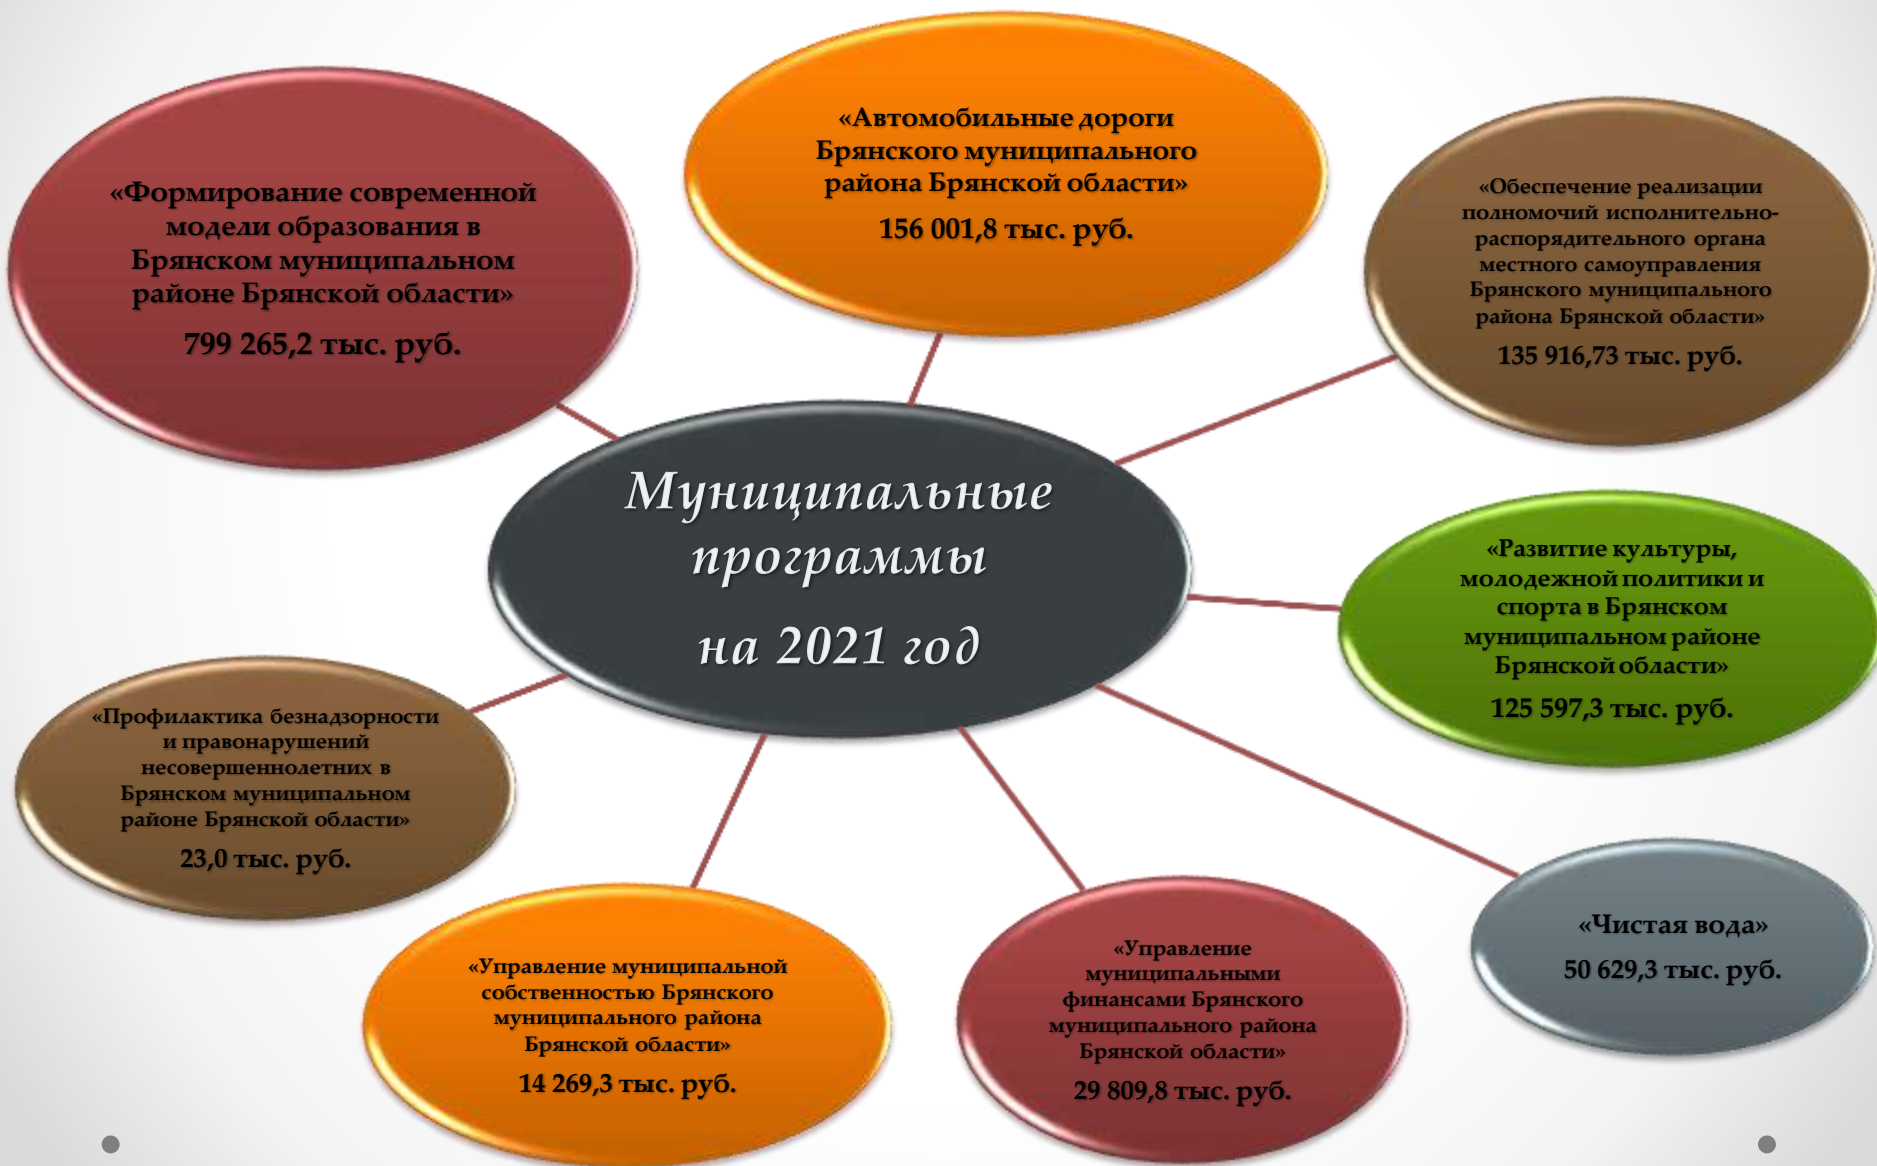 «Автомобильные дороги
Брянского муниципального
района Брянской области»
156 001,8 тыс. руб.
«Формирование современной
модели образования в
Брянском муниципальном
районе Брянской области»
799 265,2 тыс. руб.
«Обеспечение реализации
полномочий исполнительно-
распорядительного органа
местного самоуправления
Брянского муниципального
района Брянской области»
135 916,73 тыс. руб.
Муниципальные
программы
на 2021 год
«Развитие культуры,
молодежной политики и
спорта в Брянском
муниципальном районе
Брянской области»
125 597,3 тыс. руб.
«Профилактика безнадзорности
и правонарушений
несовершеннолетних в
Брянском муниципальном
районе Брянской области»
23,0 тыс. руб.
«Управление муниципальной
собственностью Брянского
муниципального района
Брянской области»
14 269,3 тыс. руб.
«Управление
муниципальными
финансами Брянского
муниципального района
Брянской области»
29 809,8 тыс. руб.
«Чистая вода»
50 629,3 тыс. руб.